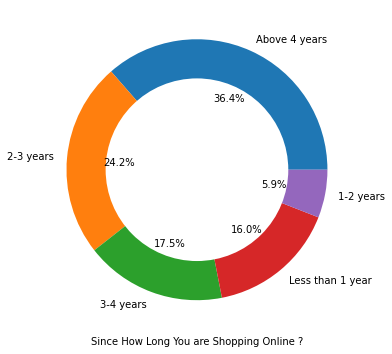 Above 4 years
36.4%
2-3 years
24.2%
5.9%
1-2 years
16.0%
17.5%
Less than 1 year
3-4 years
Since How Long You are Shopping Online ?